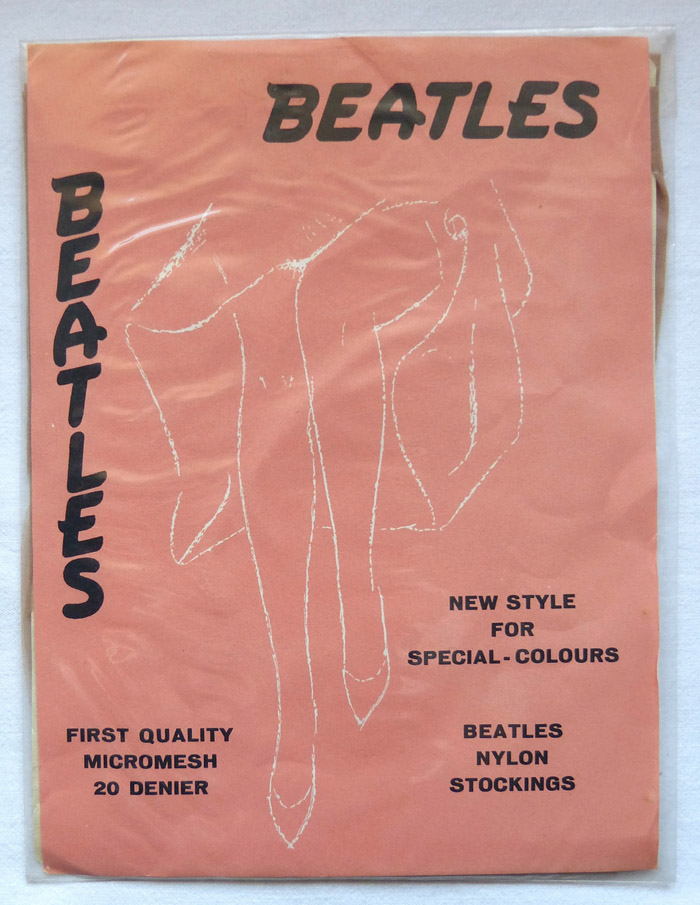 BEATLES
BEATLES
NEW STYLE
FOR
SPECIAL-COLOURS
FIRST QUALITY
MICROMESH
20 DENIER
BEATLES
NYLON
STOCKINGS